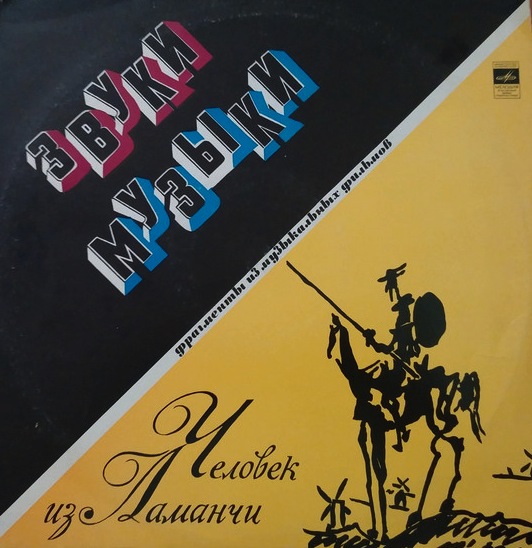 ЗВУКИ
МУЗЫКИ
фрагменты из музыкальных фильмов
Человек
из Ламанчи